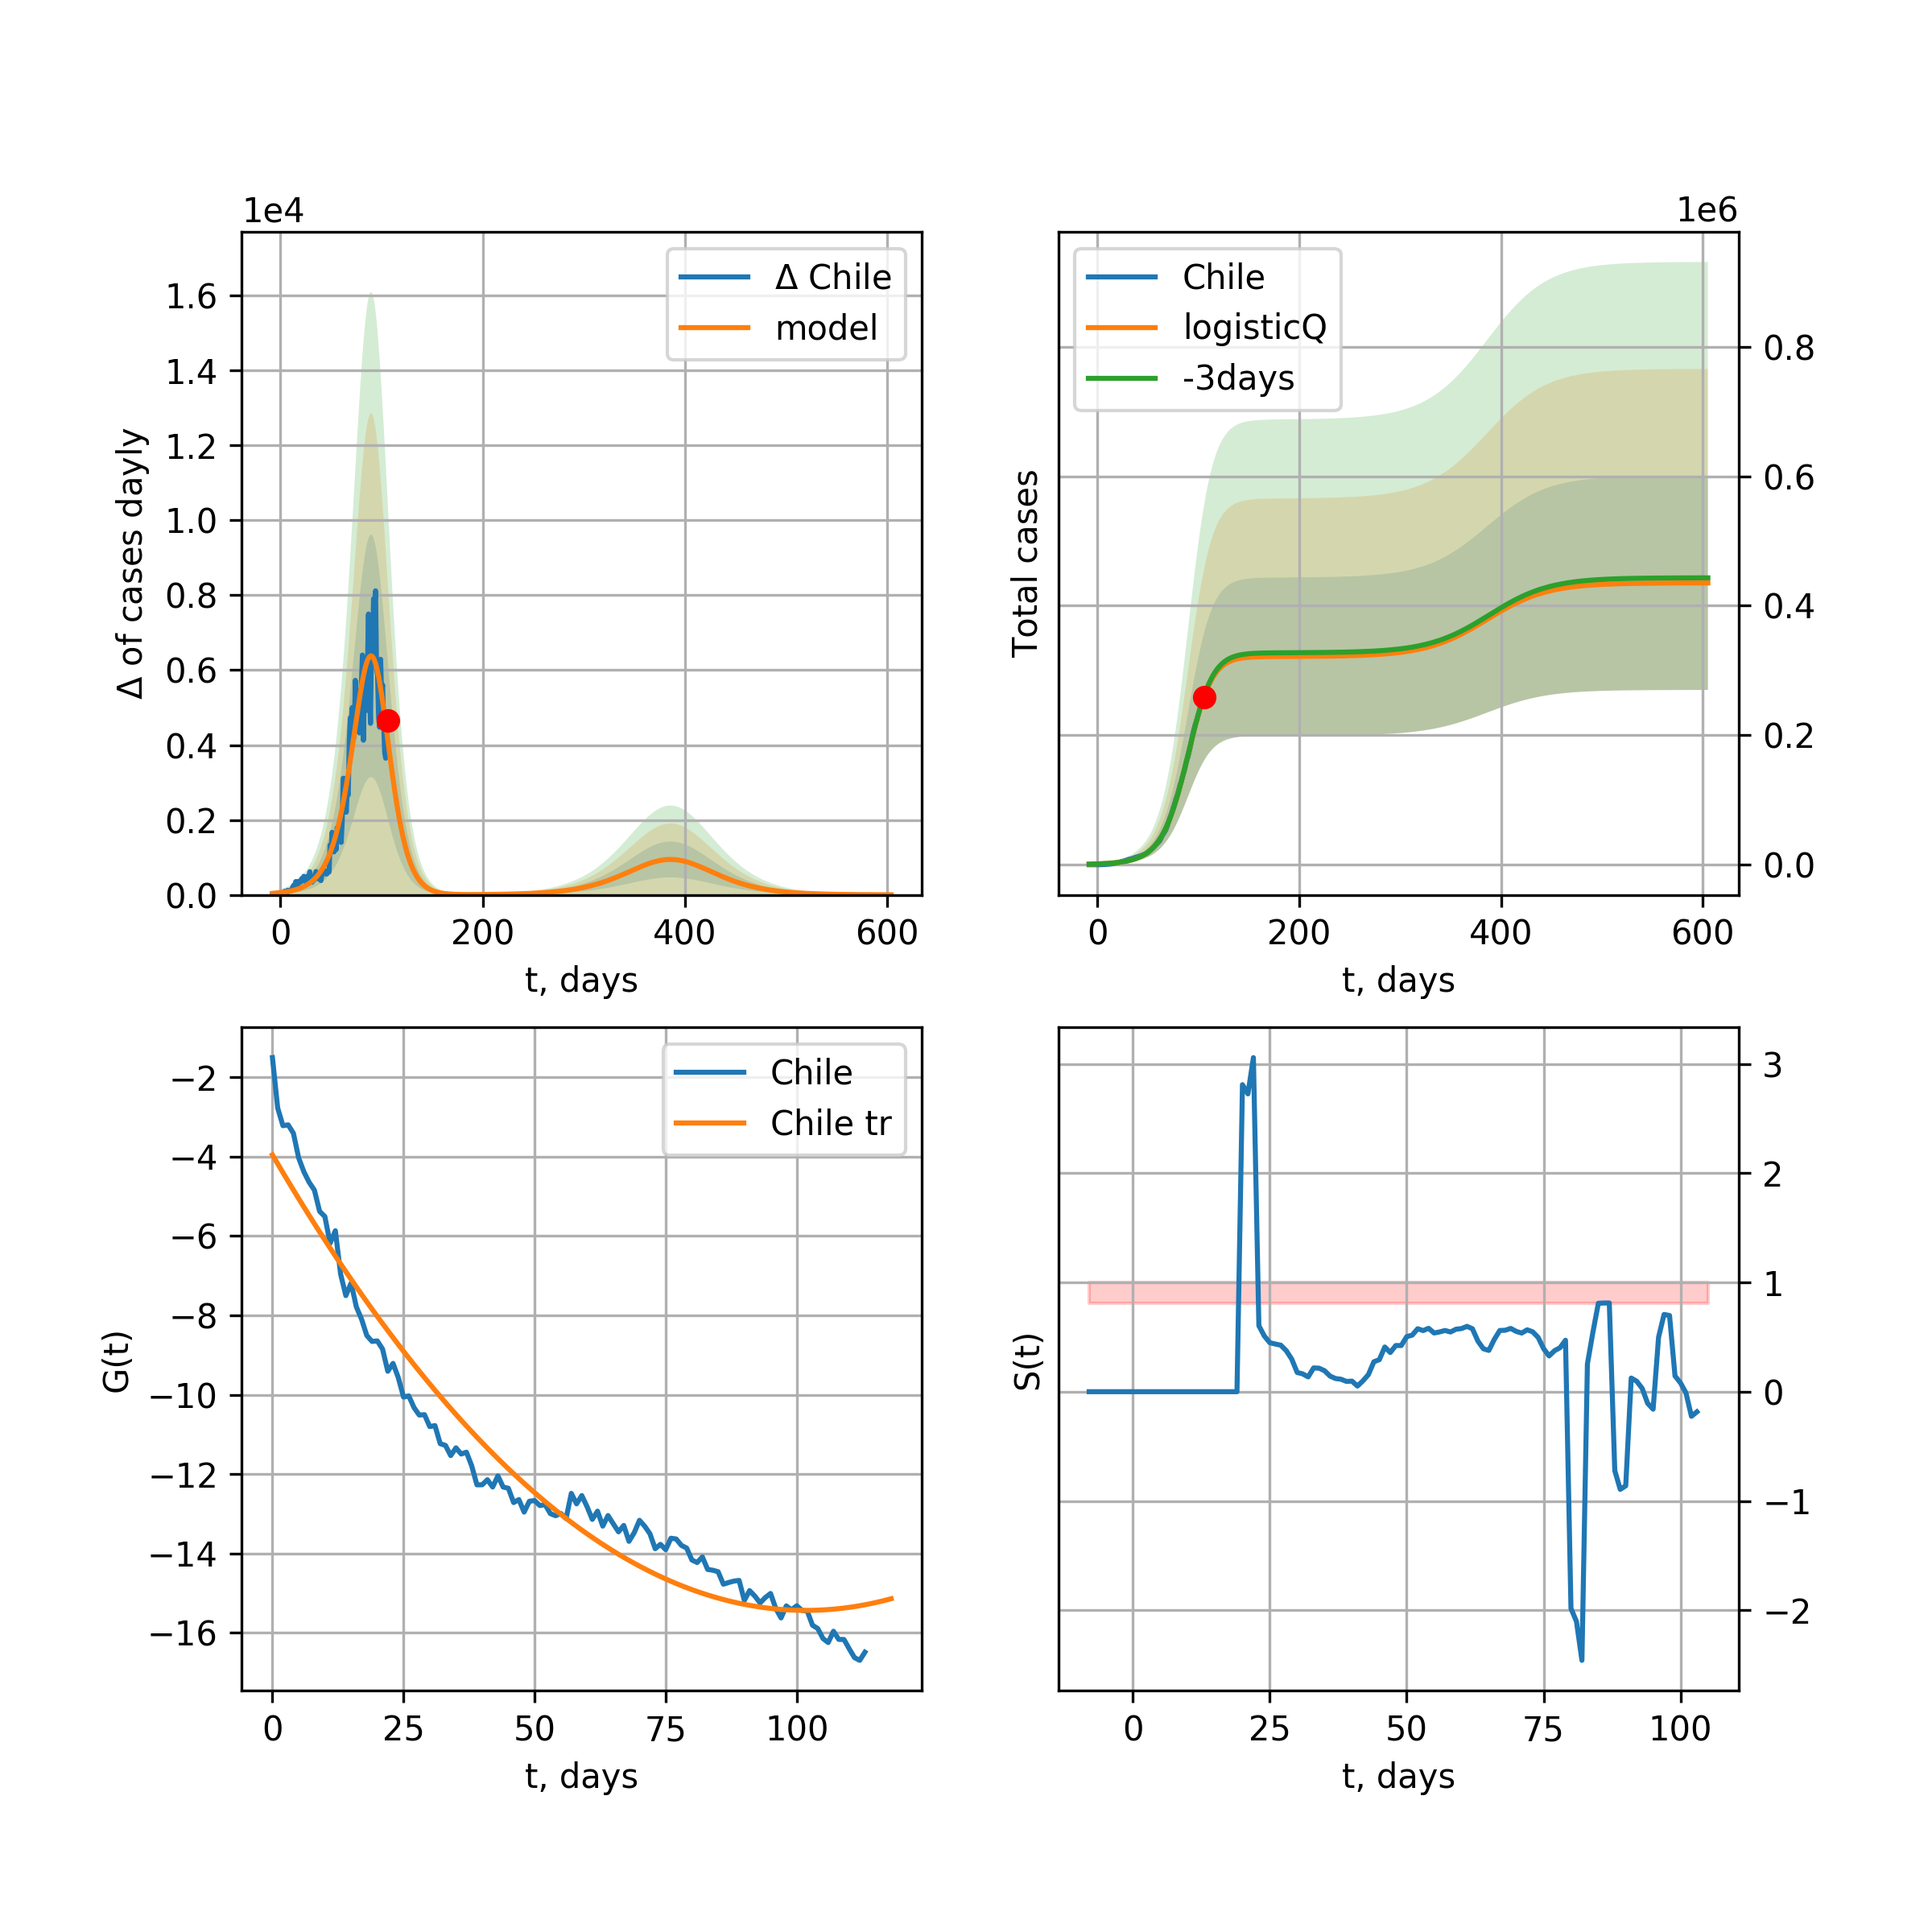 1e4
Δ of cases dayly
1.6
1.4
1.2
1.0
0.8
0.6
0.4
0.2
0.0
Δ Chile
model
0 200 400 600
t, days
1e6
Total cases
Chile
logisticQ
-3days
0.8
0.6
0.4
0.2
0.0
0 200 400 600
t, days
G(t)
−2
−4
−6
−8
−10
−12
−14
−16
Chile
Chile tr
0 25 50 75 100
t, days
S(t)
3
2
1
0
−1
−2
0 25 50 75 100
t, days